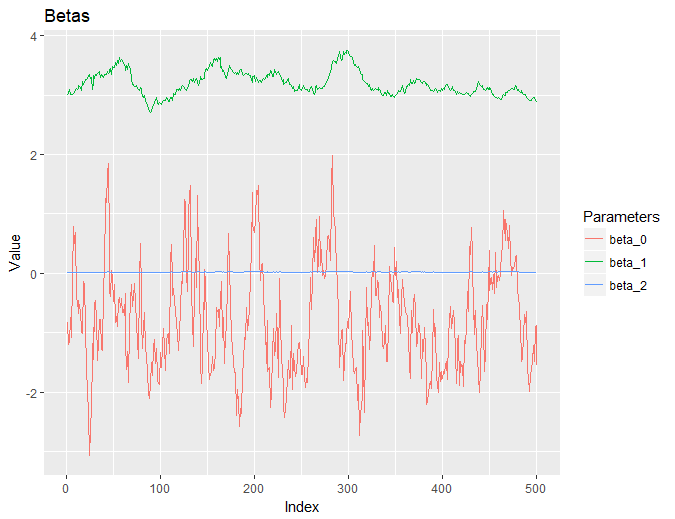 Betas
4
2
0
-2
Value
0
100
200
300
400
500
Index
Parameters
beta_0
beta_1
beta_2